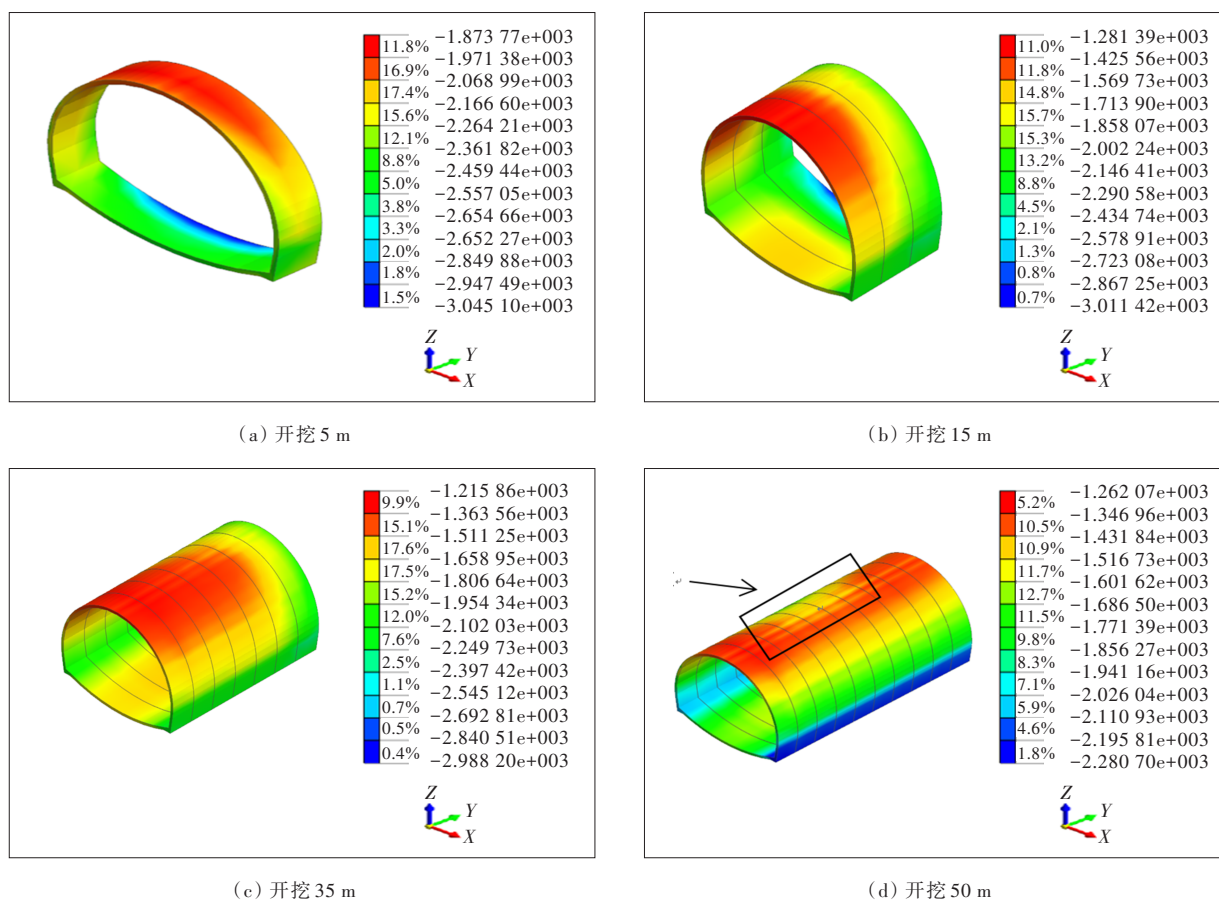 11.8% -1.873 77e+003
16.9% -1.971 38e+003
17.4% -2.068 99e+003
15.6% -2.166 60e+003
12.1% -2.264 21e+003
8.8% -2.361 82e+003
5.0% -2.459 44e+003
3.8% -2.557 05e+003
3.3% -2.654 66e+003
2.0% -2.652 27e+003
1.8% -2.849 88e+003
1.5% -2.947 49e+003
-3.045 10e+003
Z
Y
X
(a) 开挖 5 m
11.0% -1.281 39e+003
11.8% -1.425 56e+003
14.8% -1.569 73e+003
15.7% -1.713 90e+003
15.3% -1.858 07e+003
13.2% -2.002 24e+003
8.8% -2.146 41e+003
4.5% -2.290 58e+003
2.1% -2.434 74e+003
1.3% -2.578 91e+003
0.8% -2.723 08e+003
0.7% -2.867 25e+003
-3.011 42e+003
Z
Y
X
(b) 开挖 15 m
9.9% -1.215 86e+003
15.1% -1.363 56e+003
17.6% -1.511 25e+003
17.5% -1.658 95e+003
15.2% -1.806 64e+003
12.0% -1.954 34e+003
7.6% -2.102 03e+003
2.5% -2.249 73e+003
1.1% -2.397 42e+003
0.7% -2.545 12e+003
0.5% -2.692 81e+003
0.4% -2.840 51e+003
-2.988 20e+003
Z
Y
X
(c) 开挖 35 m
5.2% -1.262 07e+003
10.5% -1.346 96e+003
10.9% -1.431 84e+003
11.7% -1.516 73e+003
12.7% -1.601 62e+003
11.5% -1.686 50e+003
9.8% -1.771 39e+003
8.3% -1.856 27e+003
7.1% -1.941 16e+003
5.9% -2.026 04e+003
4.6% -2.110 93e+003
1.8% -2.195 81e+003
-2.280 70e+003
Z
Y
X
(d) 开挖 50 m